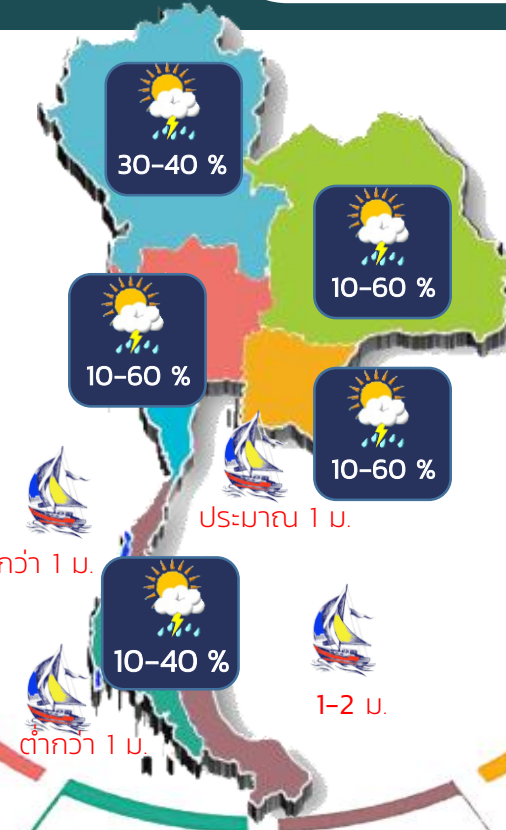 30-40 %
10-60 %
10-60 %
10-60 %
ประมาณ 1 ม.
กว่า 1 ม.
10-40 %
1-2 ม.
ต่ำกว่า 1 ม.